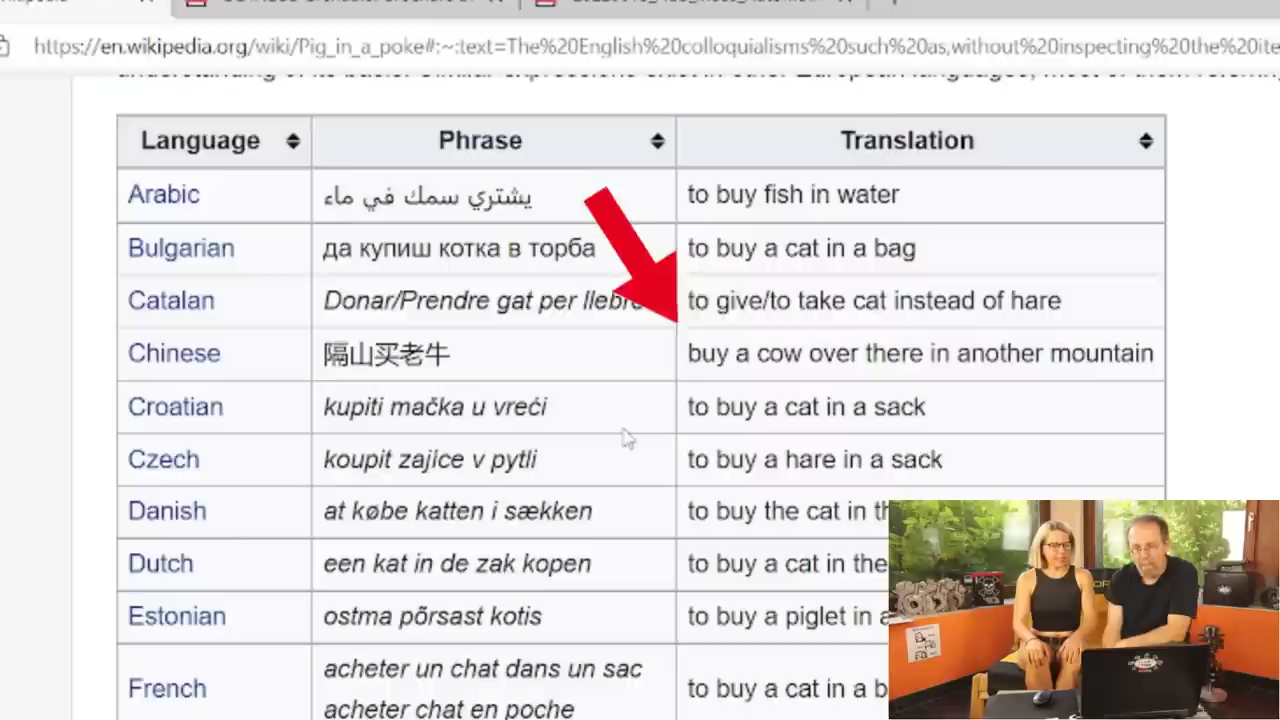 https://en.wikipedia.org/wiki/Pig_in_a_poke#:~:text=The%20English%20colloquialisms%20such%20as,without%20inspecting%20the%20ite
Language Phrase Translation
Arabic يشتري سمك في ماء to buy fish in water
Bulgarian да купиш котка в торба to buy a cat in a bag
Catalan Donar/Prendre gat per to give/to take cat instead of hare
Chinese 隔山买老牛 buy a cow over there in another mountain
Croatian kupiti mačka u vreći to buy a cat in a sack
Czech koupit zajíce v pytli to buy a hare in a sack
Danish at købe katten i sækken to buy the cat in
Dutch een kat in de zak kopen to buy a cat in the
Estonian ostma põrsast kotis to buy a piglet in
French acheter un chat dans un sac to buy a cat in a
acheter chat en poche